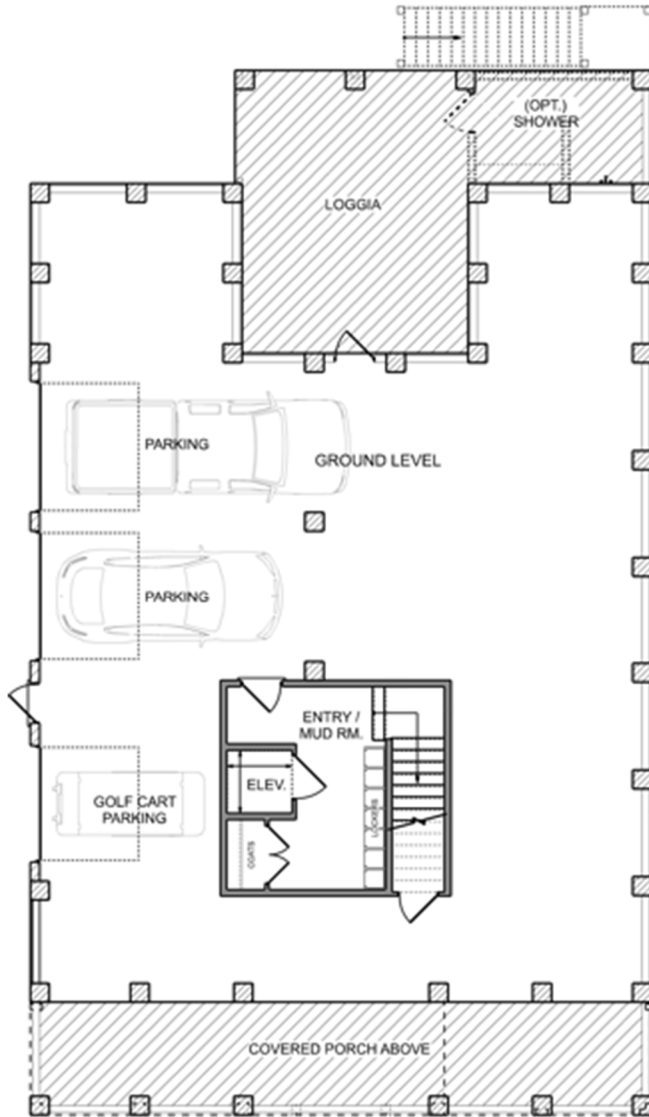 (OPT.)
SHOWER
LOGGIA
PARKING
GROUND LEVEL
PARKING
ENTRY /
MUD RM.
ELEV.
LOCKERS
GOLF CART
PARKING
COATS
COVERED PORCH ABOVE